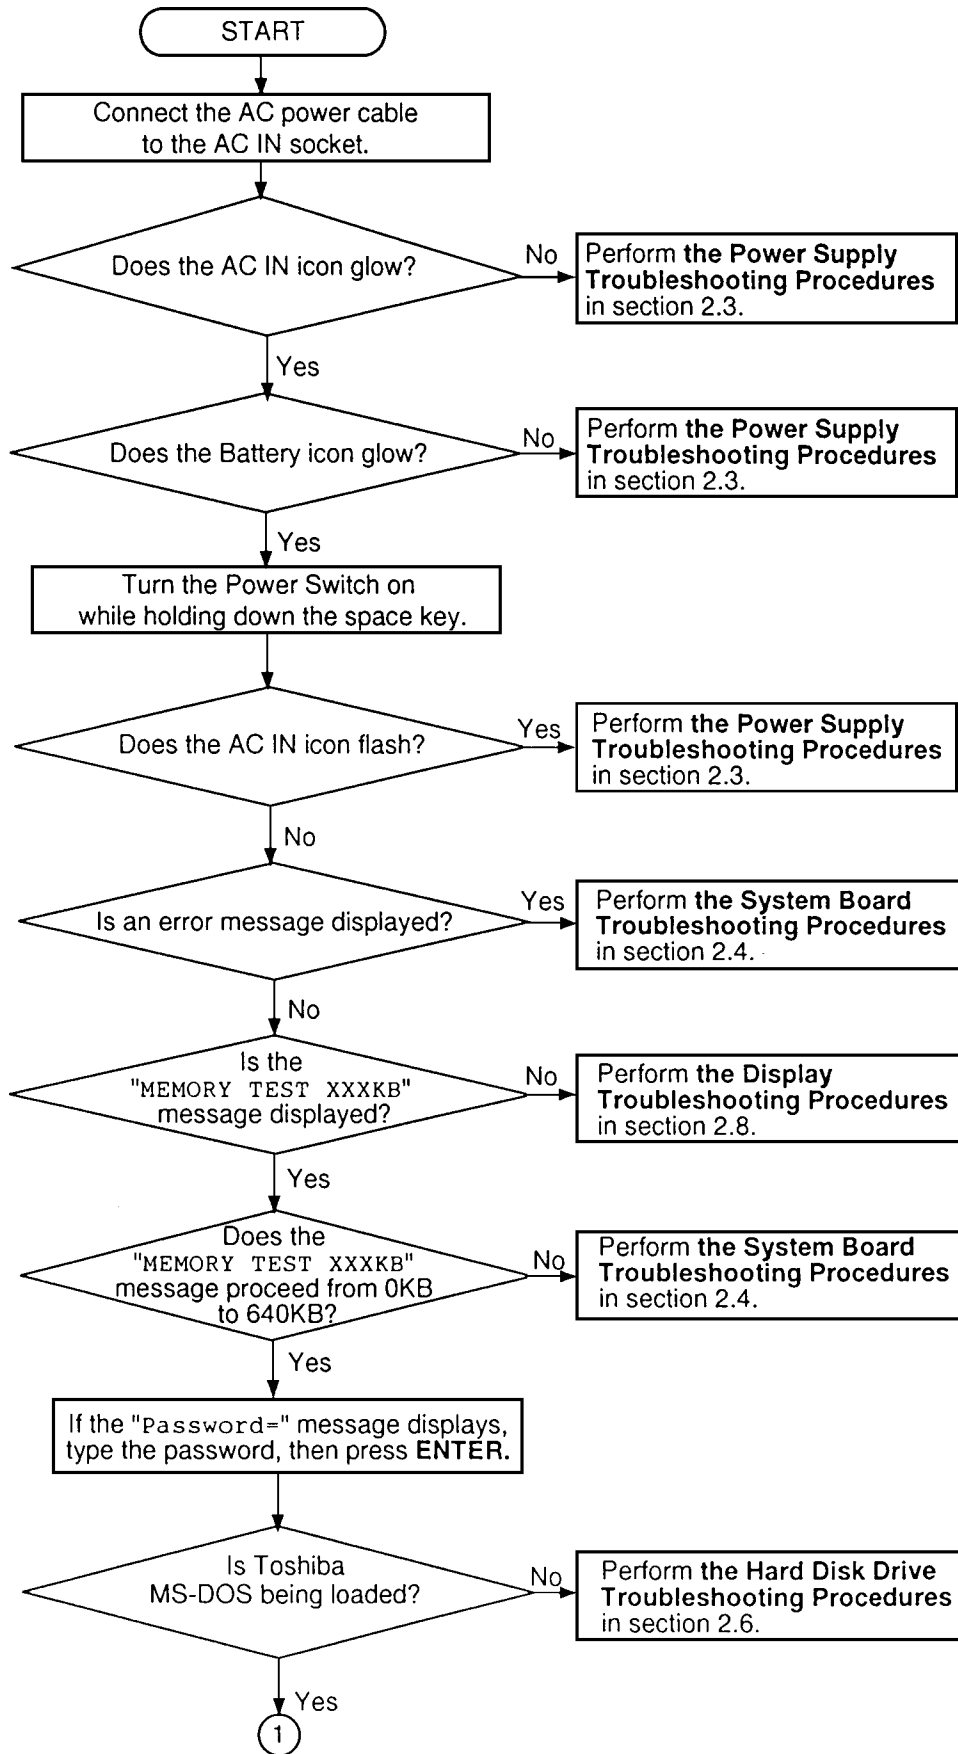 START
Connect the AC power cable
to the AC IN socket.
Does the AC IN icon glow?
No
Perform the Power Supply
Troubleshooting Procedures
in section 2.3.
Yes
Does the Battery icon glow?
No
Perform the Power Supply
Troubleshooting Procedures
in section 2.3.
Yes
Turn the Power Switch on
while holding down the space key.
Does the AC IN icon flash?
Yes
Perform the Power Supply
Troubleshooting Procedures
in section 2.3.
No
Is an error message displayed?
Yes
Perform the System Board
Troubleshooting Procedures
in section 2.4.
No
Is the
"MEMORY TEST XXXKB"
message displayed?
No
Perform the Display
Troubleshooting Procedures
in section 2.8.
Yes
Does the
"MEMORY TEST XXXKB"
message proceed from 0KB
to 640KB?
No
Perform the System Board
Troubleshooting Procedures
in section 2.4.
Yes
If the "Password=" message displays,
type the password, then press ENTER.
Is Toshiba
MS-DOS being loaded?
No
Perform the Hard Disk Drive
Troubleshooting Procedures
in section 2.6.
Yes
1